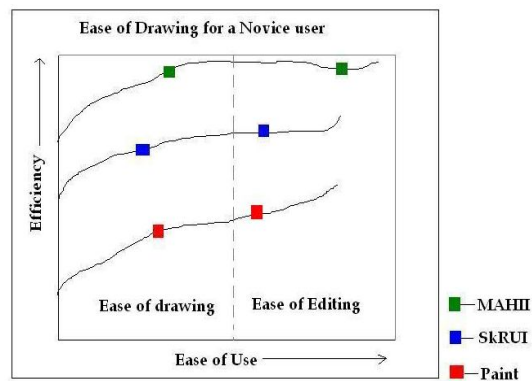 Ease of Drawing for a Novice user
Efficiency
Ease of drawing
Ease of Editing
Ease of Use
MAHII
SkRUI
Paint